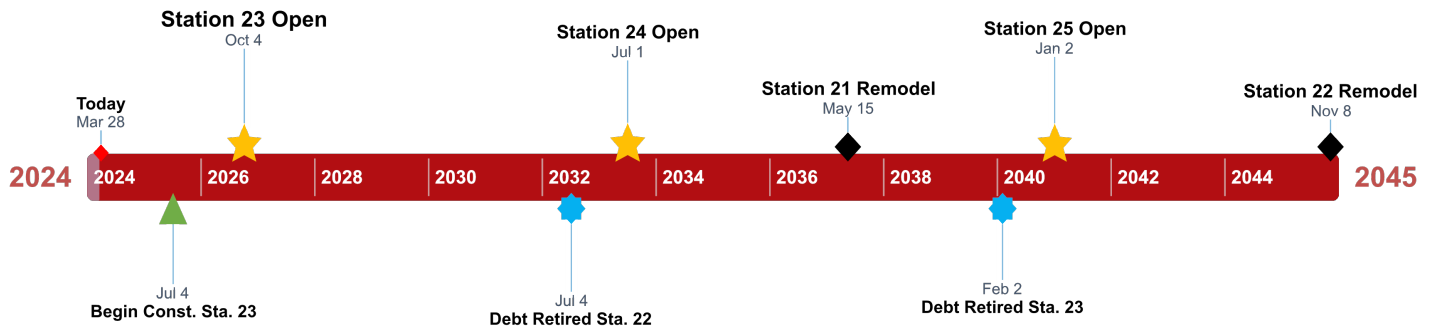 Station 23 Open
Oct 4
Station 24 Open
Jul 1
Station 25 Open
Jan 2
Station 21 Remodel
May 15
Station 22 Remodel
Nov 8
Today
Mar 28
2024
2024 2026 2028 2030 2032 2034 2036 2038 2040 2042 2044
2045
Jul 4
Begin Const. Sta. 23
Jul 4
Debt Retired Sta. 22
Feb 2
Debt Retired Sta. 23